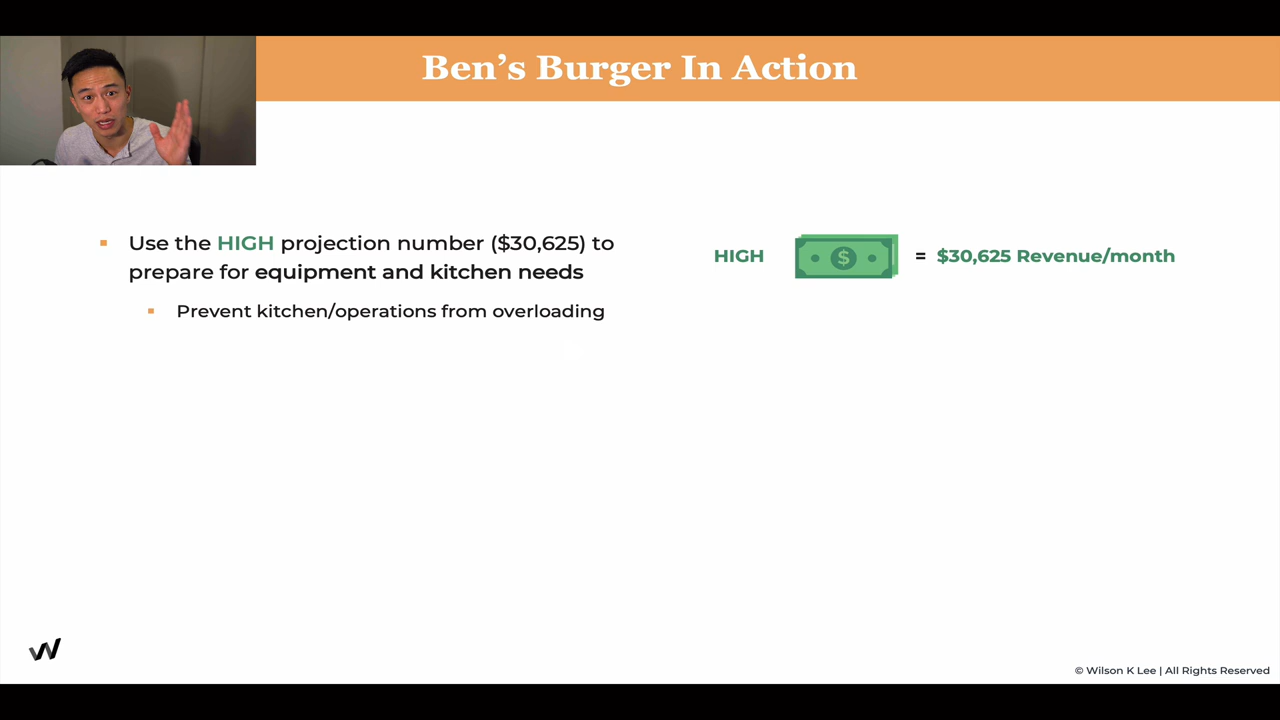 Ben's Burger In Action
Use the HIGH projection number ($30,625) to
prepare for equipment and kitchen needs
Prevent kitchen/operations from overloading
HIGH $ = $30,625 Revenue/month
W
© Wilson K Lee | All Rights Reserved